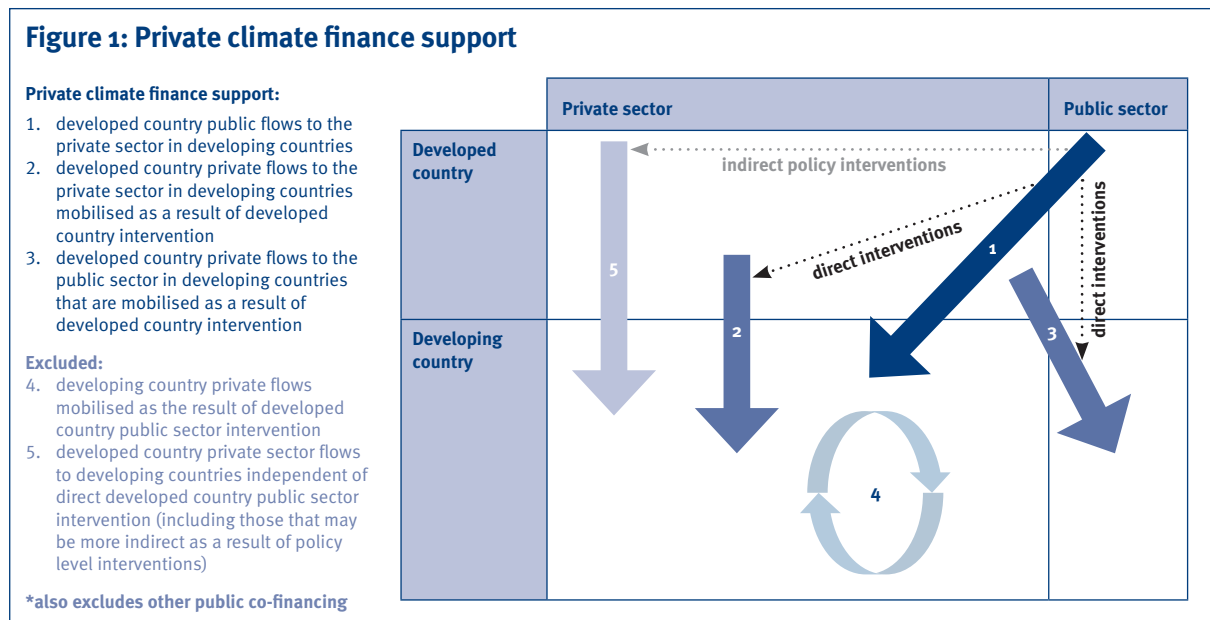 Figure 1: Private climate finance support
Private climate finance support:
1. developed country public flows to the
private sector in developing countries
2. developed country private flows to the
private sector in developing countries
mobilised as a result of developed
country intervention
3. developed country private flows to the
public sector in developing countries
that are mobilised as a result of
developed country intervention
Excluded:
4. developing country private flows
mobilised as the result of developed
country public sector intervention
5. developed country private sector flows
to developing countries independent of
direct developed country public sector
intervention (including those that may
be more indirect as a result of policy
level interventions)
*also excludes other public co-financing
Private sector
Public sector
Developed
country
indirect policy interventions
direct interventions
direct interventions
1
5
2
3
Developing
country
4